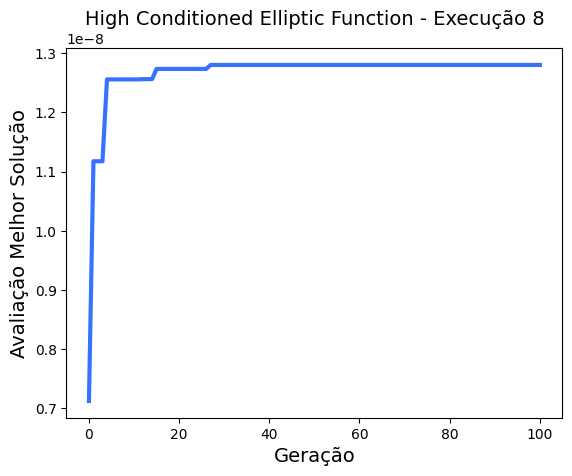 High Conditioned Elliptic Function - Execução 8
1e−8
1.3
1.2
1.1
1.0
0.9
0.8
0.7
Avaliação Melhor Solução
0 20 40 60 80 100
Geração